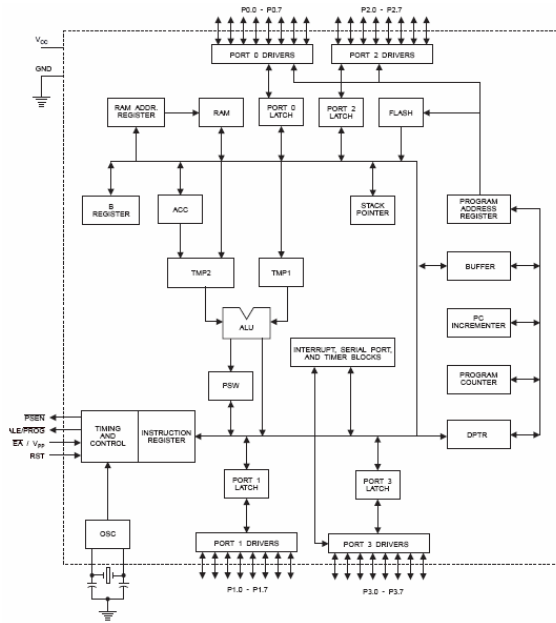 P0.0 - P0.7
P2.0 - P2.7
VCC
GND
PORT 0 DRIVERS
PORT 2 DRIVERS
RAM ADDR.
REGISTER
RAM
PORT 0
LATCH
PORT 2
LATCH
FLASH
B
REGISTER
ACC
STACK
POINTER
PROGRAM
ADDRESS
REGISTER
TMP2
TMP1
BUFFER
ALU
PC
INCREMENTER
INTERRUPT, SERIAL PORT,
AND TIMER BLOCKS
PSW
PROGRAM
COUNTER
PSEN
ALE/PROG
EA / VPP
RST
TIMING
AND
CONTROL
INSTRUCTION
REGISTER
DPTR
PORT 1
LATCH
PORT 3
LATCH
OSC
PORT 1 DRIVERS
PORT 3 DRIVERS
P1.0 - P1.7
P3.0 - P3.7